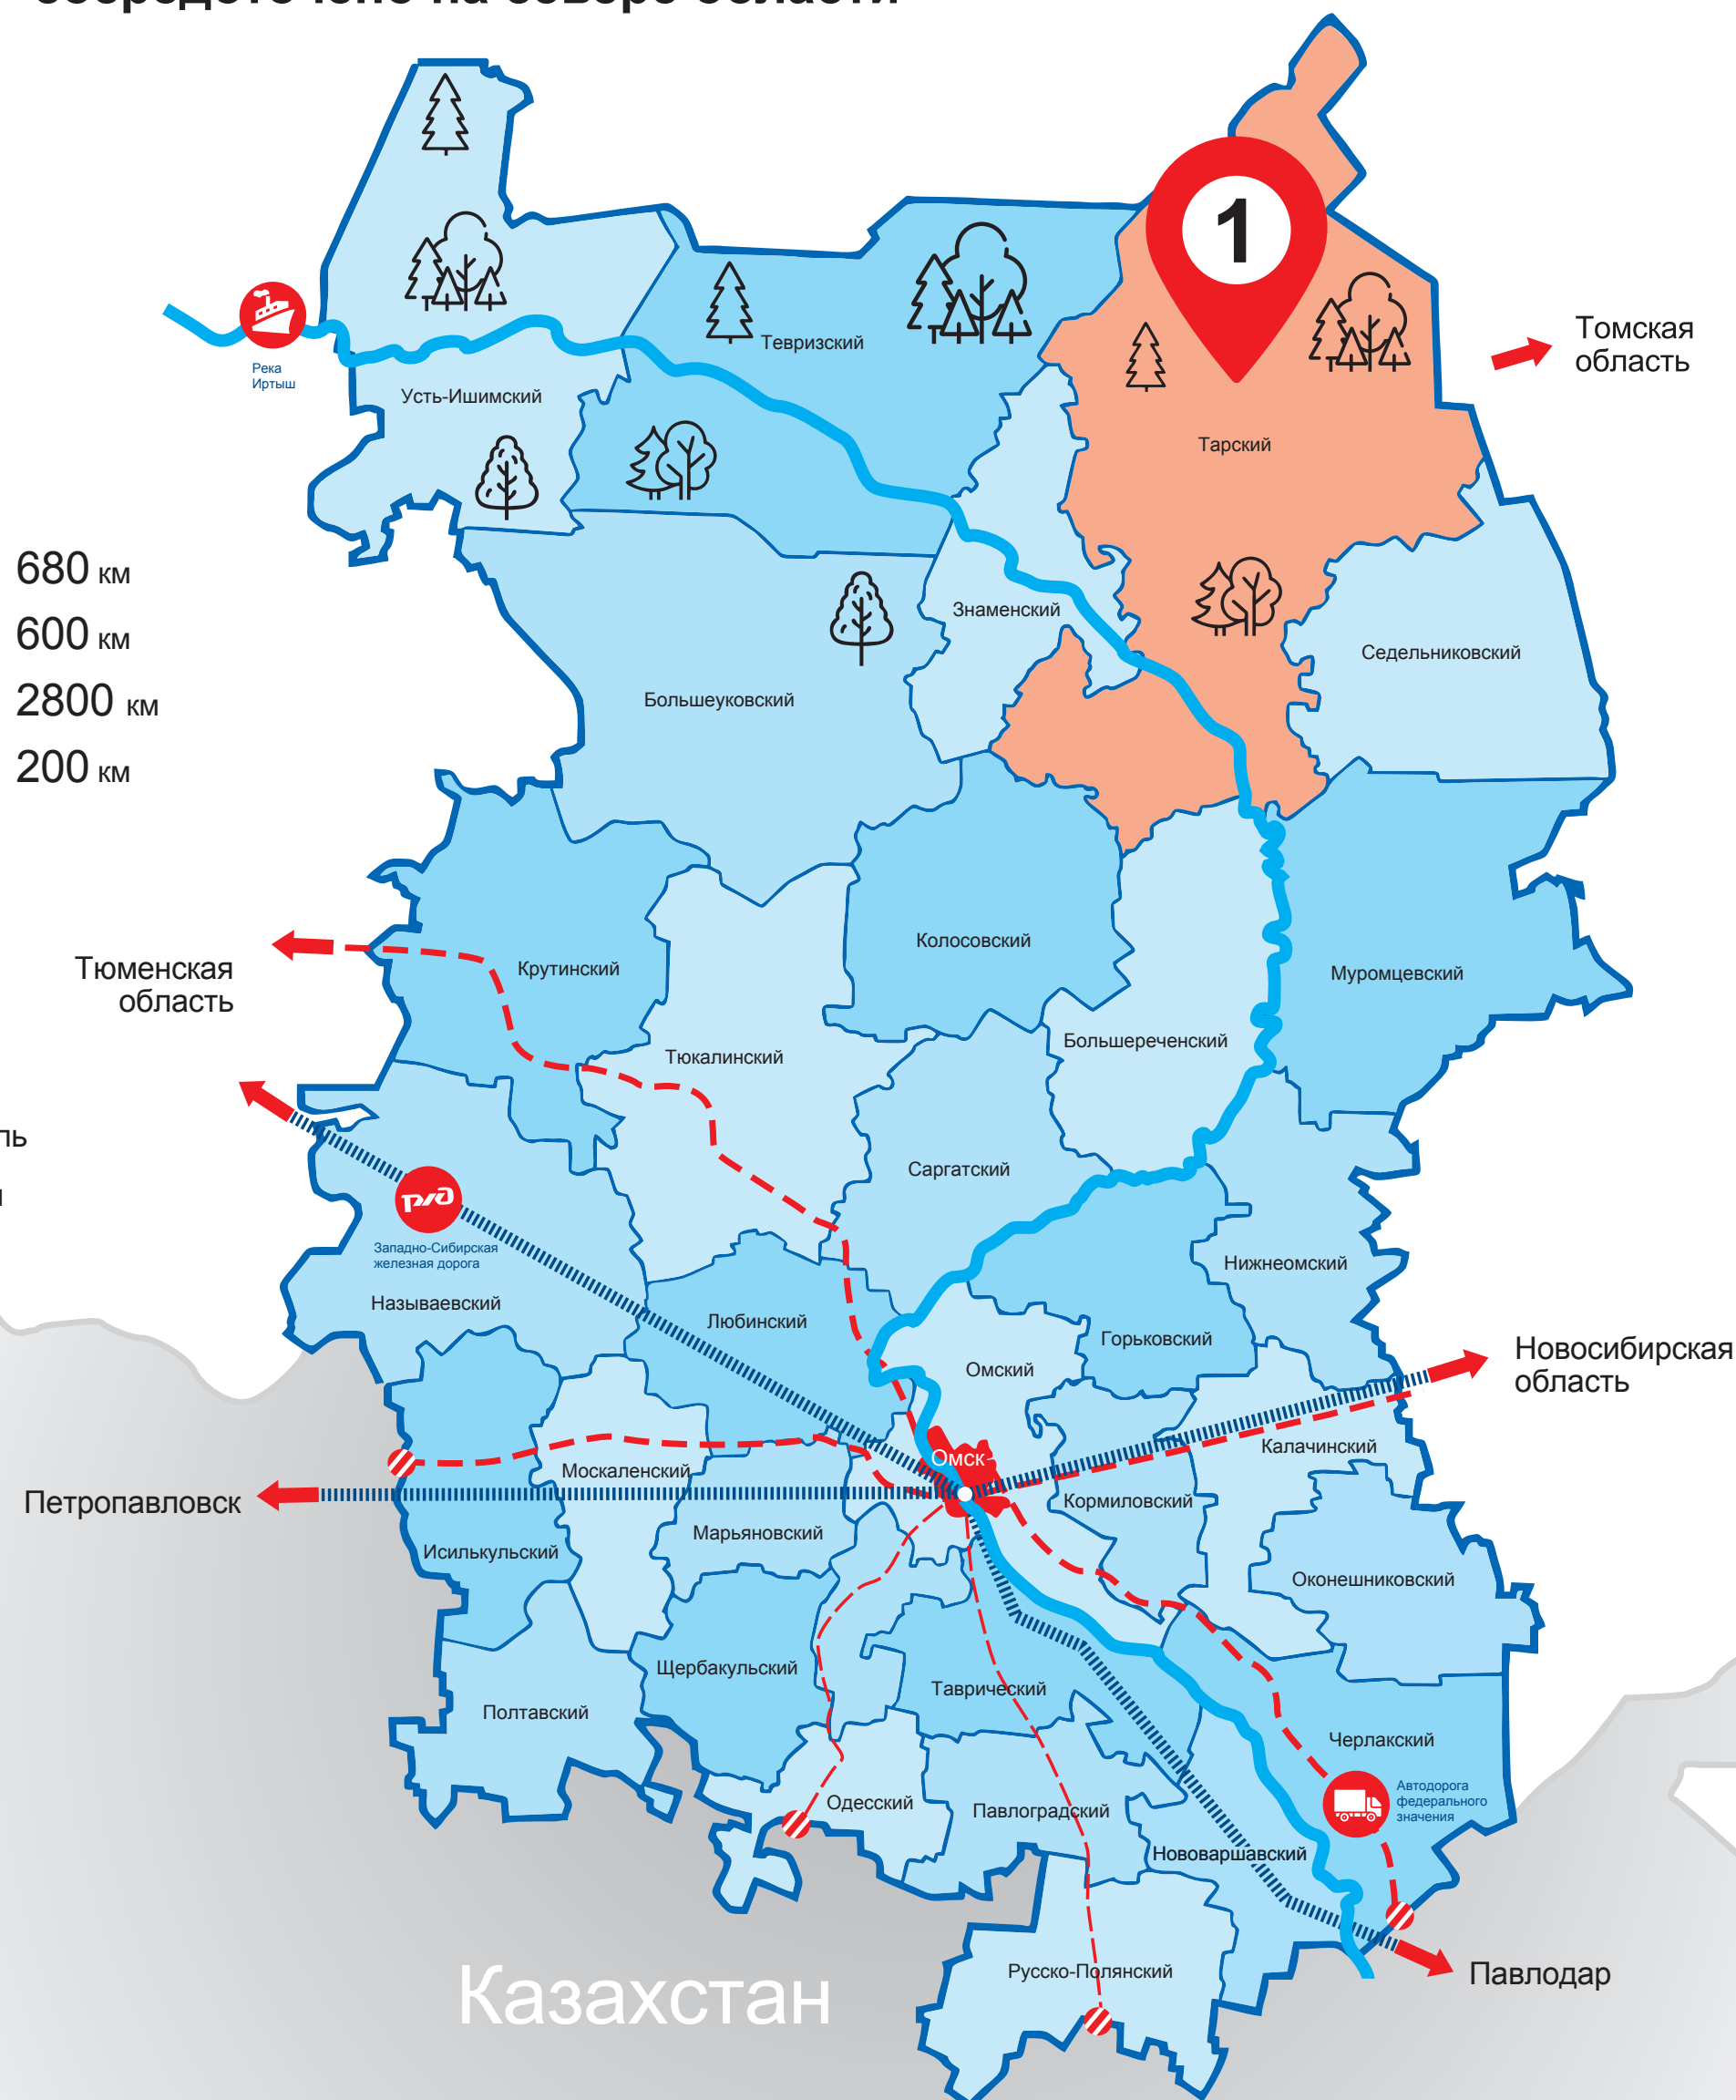 Томская
область
Река
Иртыш
Тевризский
Усть-Ишимский
Тарский
1
680 км
600 км
2800 км
200 км
Знаменский
Седельниковский
Большеуковский
Колосовский
Тюменская
область
Крутинский
Муромцевский
Большереченский
Тюкалинский
Саргатский
Западно-Сибирская
железная дорога
Называевский
Нижнеомский
Любинский
Горьковский
Омский
Новосибирская
область
Омск
Калачинский
Москаленский
Петропавловск
Кормиловский
Марьяновский
Исилькульский
Оконешниковский
Щербакульский
Таврический
Полтавский
Черлакский
Автодорога
федерального
значения
Одесский
Павлоградский
Нововаршавский
Казахстан
Русско-Полянский
Павлодар